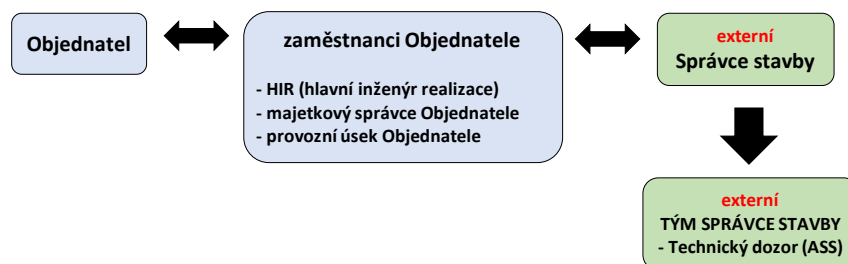 Objednatel
zaměstnanci Objednatele
- HIR (hlavní inženýr realizace)
- majetkový správce Objednatele
- provozní úsek Objednatele
externí
Správce stavby
externí
TÝM SPRÁVCE STAVBY
- Technický dozor (ASS)